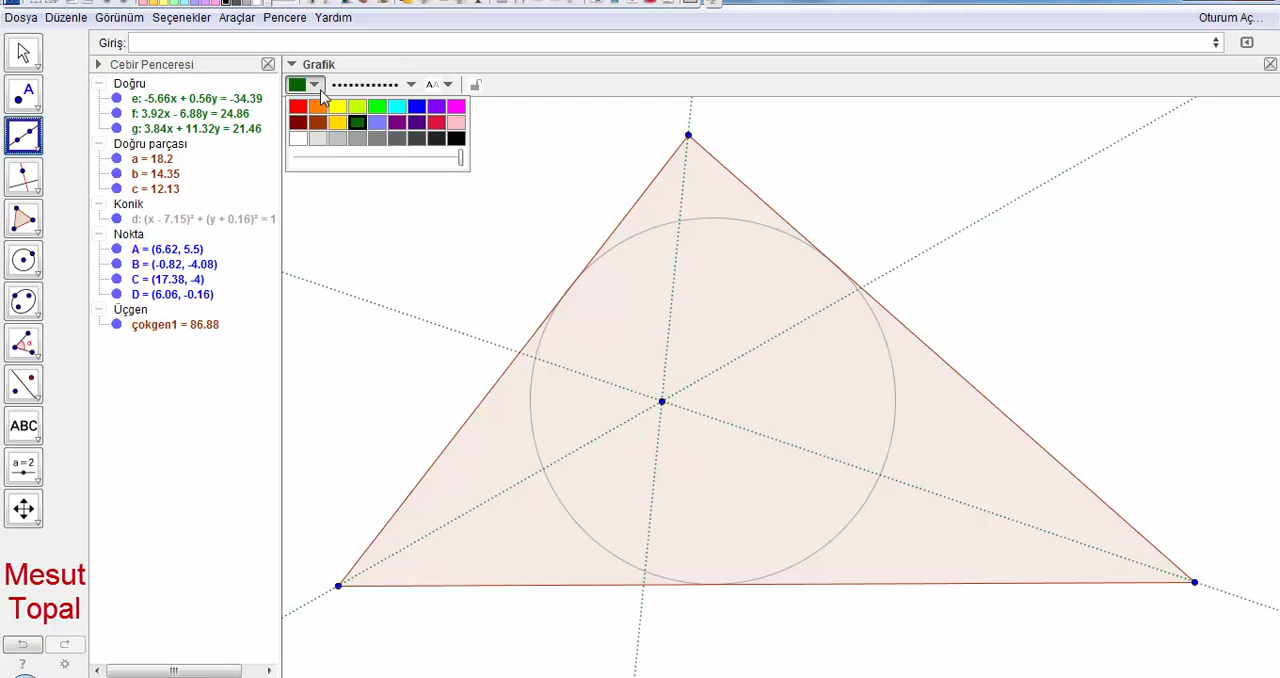 Dosya Düzenle Görünüm Seçenekler Araçlar Pencere Yardım Oturum Aç...
Giriş:
Cebir Penceresi
Grafik
Doğru
e: -5.66x + 0.56y = -34.39
f: 3.92x - 6.88y = 24.86
g: 3.84x + 11.32y = 21.46
Doğru parçası
a = 18.2
b = 14.35
c = 12.13
Konik
d: (x - 7.15)² + (y + 0.16)² = 1
Nokta
A = (6.62, 5.5)
B = (-0.82, -4.08)
C = (17.38, -4)
D = (6.06, -0.16)
Üçgen
çokgen1 = 86.88
A
AA
α
ABC
a=2
Mesut
Topal
?